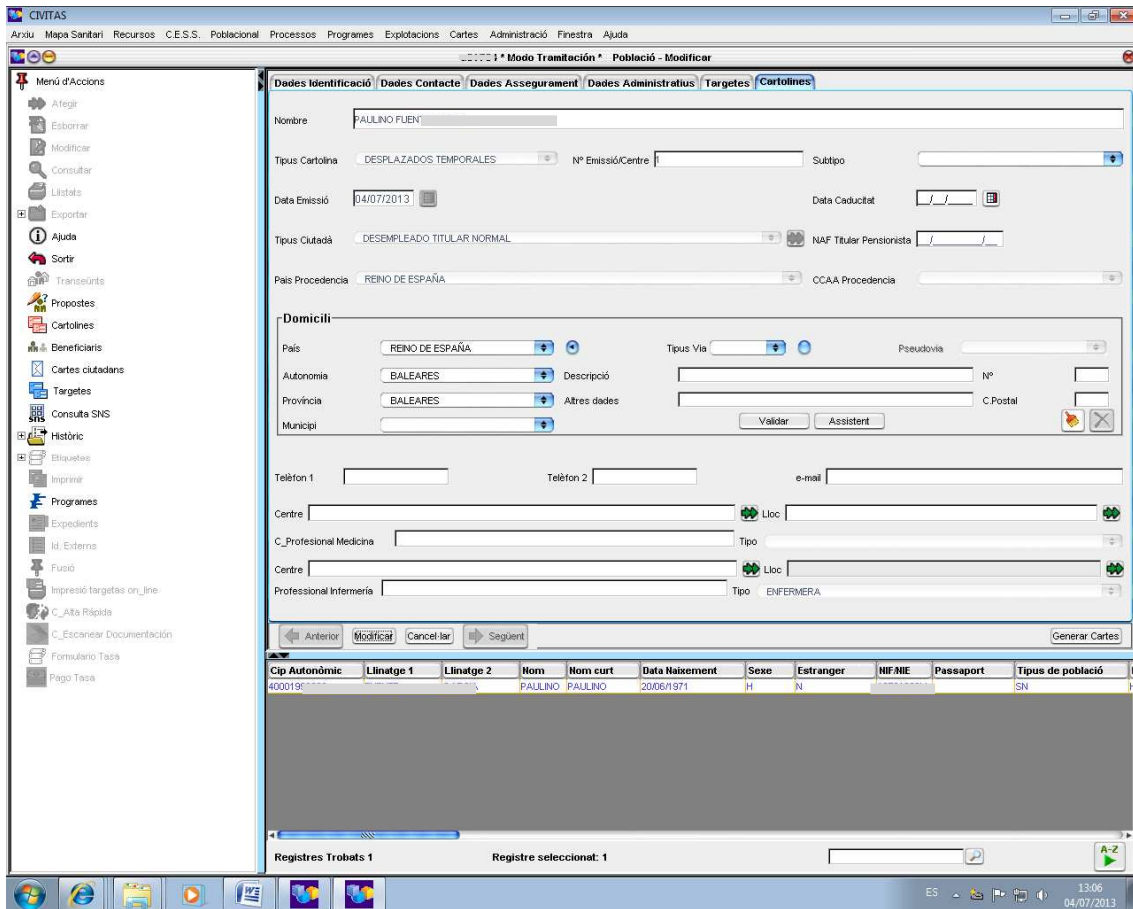 CIVITAS
Arxiu Mapa Sanitari Recursos C.E.S.S. Poblacional Processos Programes Explotacions Cartes Administració Finestra Ajuda
* Modo Tramitación * Població - Modificar
Menú d'Accions
Afegir
Esborrar
Modificar
Consultar
Llistats
Exportar
Ajuda
Sortir
Transeünts
Propostes
Cartolines
Beneficiaris
Cartes ciutadans
Targetes
Consulta SNS
Històric
Etiquetes
Imprimir
Programes
Expedients
Id. Externs
Fusió
Impresió targetas on_line
C_Alta Rápida
C_Escanear Documentación
Formulario Tasa
Pago Tasa
Dades Identificació Dades Contacte Dades Assegurament Dades Administratius Targetes Cartolines
Nombre PAULINO FUENT
Tipus Cartolina DESPLAZADOS TEMPORALES Nº Emissió/Centre 1 Subtipo
Data Emissió 04/07/2013 Data Caducitat _/_/_
Tipus Ciutadà DESEMPLEADO TITULAR NORMAL NAF Titular Pensionista _/_/_
Pais Procedencia REINO DE ESPAÑA CCAA Procedencia
Domicili
País REINO DE ESPAÑA Tipus Via Pseudovia
Autonomia BALEARES Descripció Nº
Província BALEARES Altres dades C.Postal
Municipi Validar Assistent
Telèfon 1 Telèfon 2 e-mail
Centre Lloc
C_Profesional Medicina Tipo
Centre Lloc
Professional Infermería Tipo ENFERMERA
Anterior Modificar Cancel·lar Següent Generar Cartes
Cip Autonòmic Llinatge 1 Llinatge 2 Nom Nom curt Data Naixement Sexe Estranger NIF/NIE Passaport Tipus de població
PAULINO PAULINO 20/06/1971 H N SN
Registres Trobats 1 Registre seleccionat: 1
A-Z
ES 13:06
04/07/2013